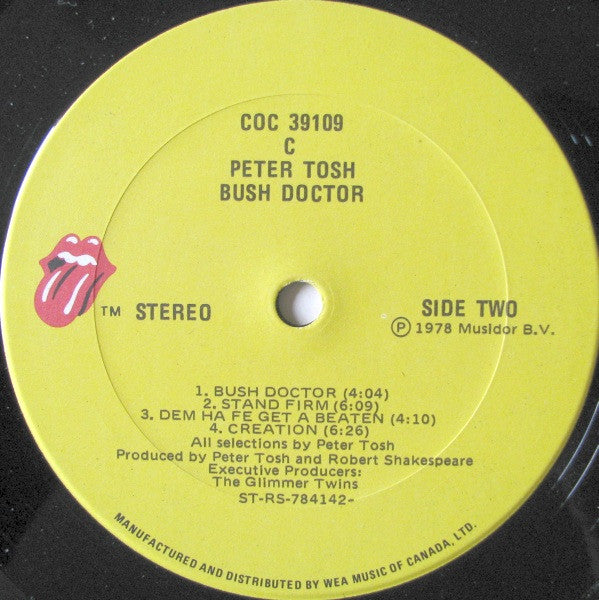 COC 39109
C
PETER TOSH
BUSH DOCTOR
TM STEREO
SIDE TWO
Ⓟ 1978 Musidor B.V.
1. BUSH DOCTOR (4:04)
2. STAND FIRM (6:09)
3. DEM HA FE GET A BEATEN (4:10)
4. CREATION (6:26)
All selections by Peter Tosh
Produced by Peter Tosh and Robert Shakespeare
Executive Producers:
The Glimmer Twins
ST-RS-784142-
MANUFACTURED AND DISTRIBUTED BY WEA MUSIC OF CANADA, LTD.